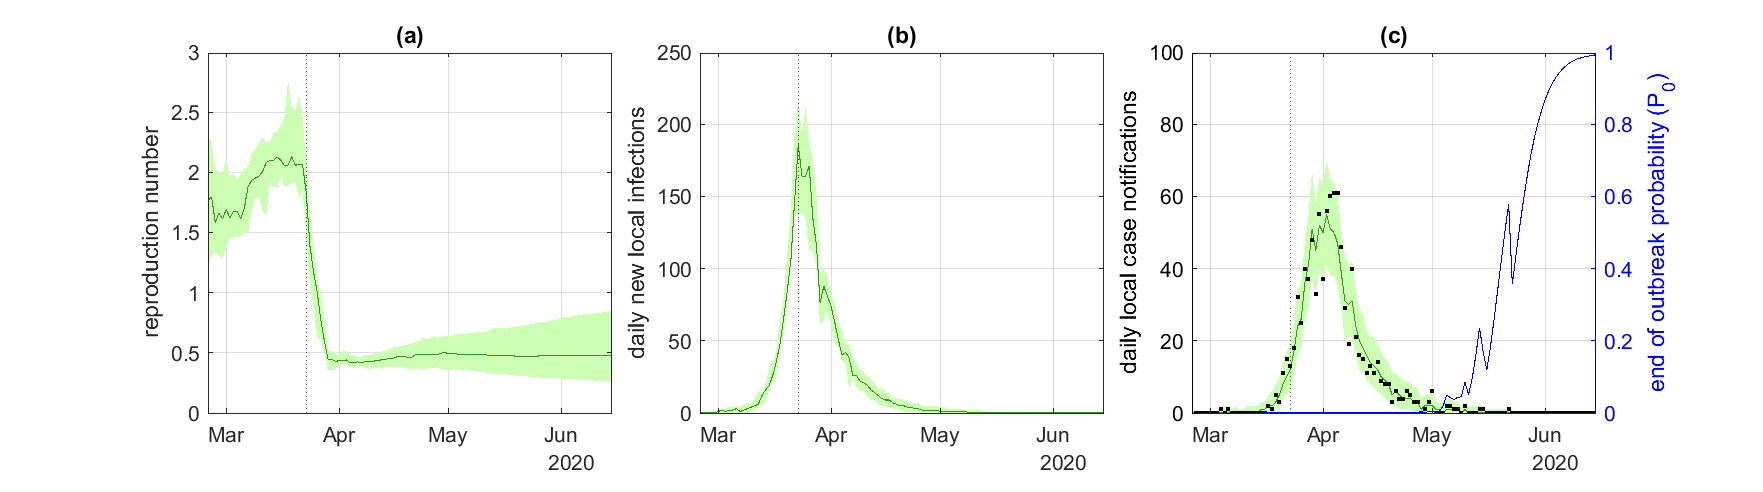 (a)
reproduction number
3
2.5
2
1.5
1
0.5
0
Mar
Apr
May
Jun
2020
(b)
daily new local infections
250
200
150
100
50
0
Mar
Apr
May
Jun
2020
(c)
daily local case notifications
100
80
60
40
20
0
Mar
Apr
May
Jun
2020
1
0.8
0.6
0.4
0.2
0
end of outbreak probability (P0)